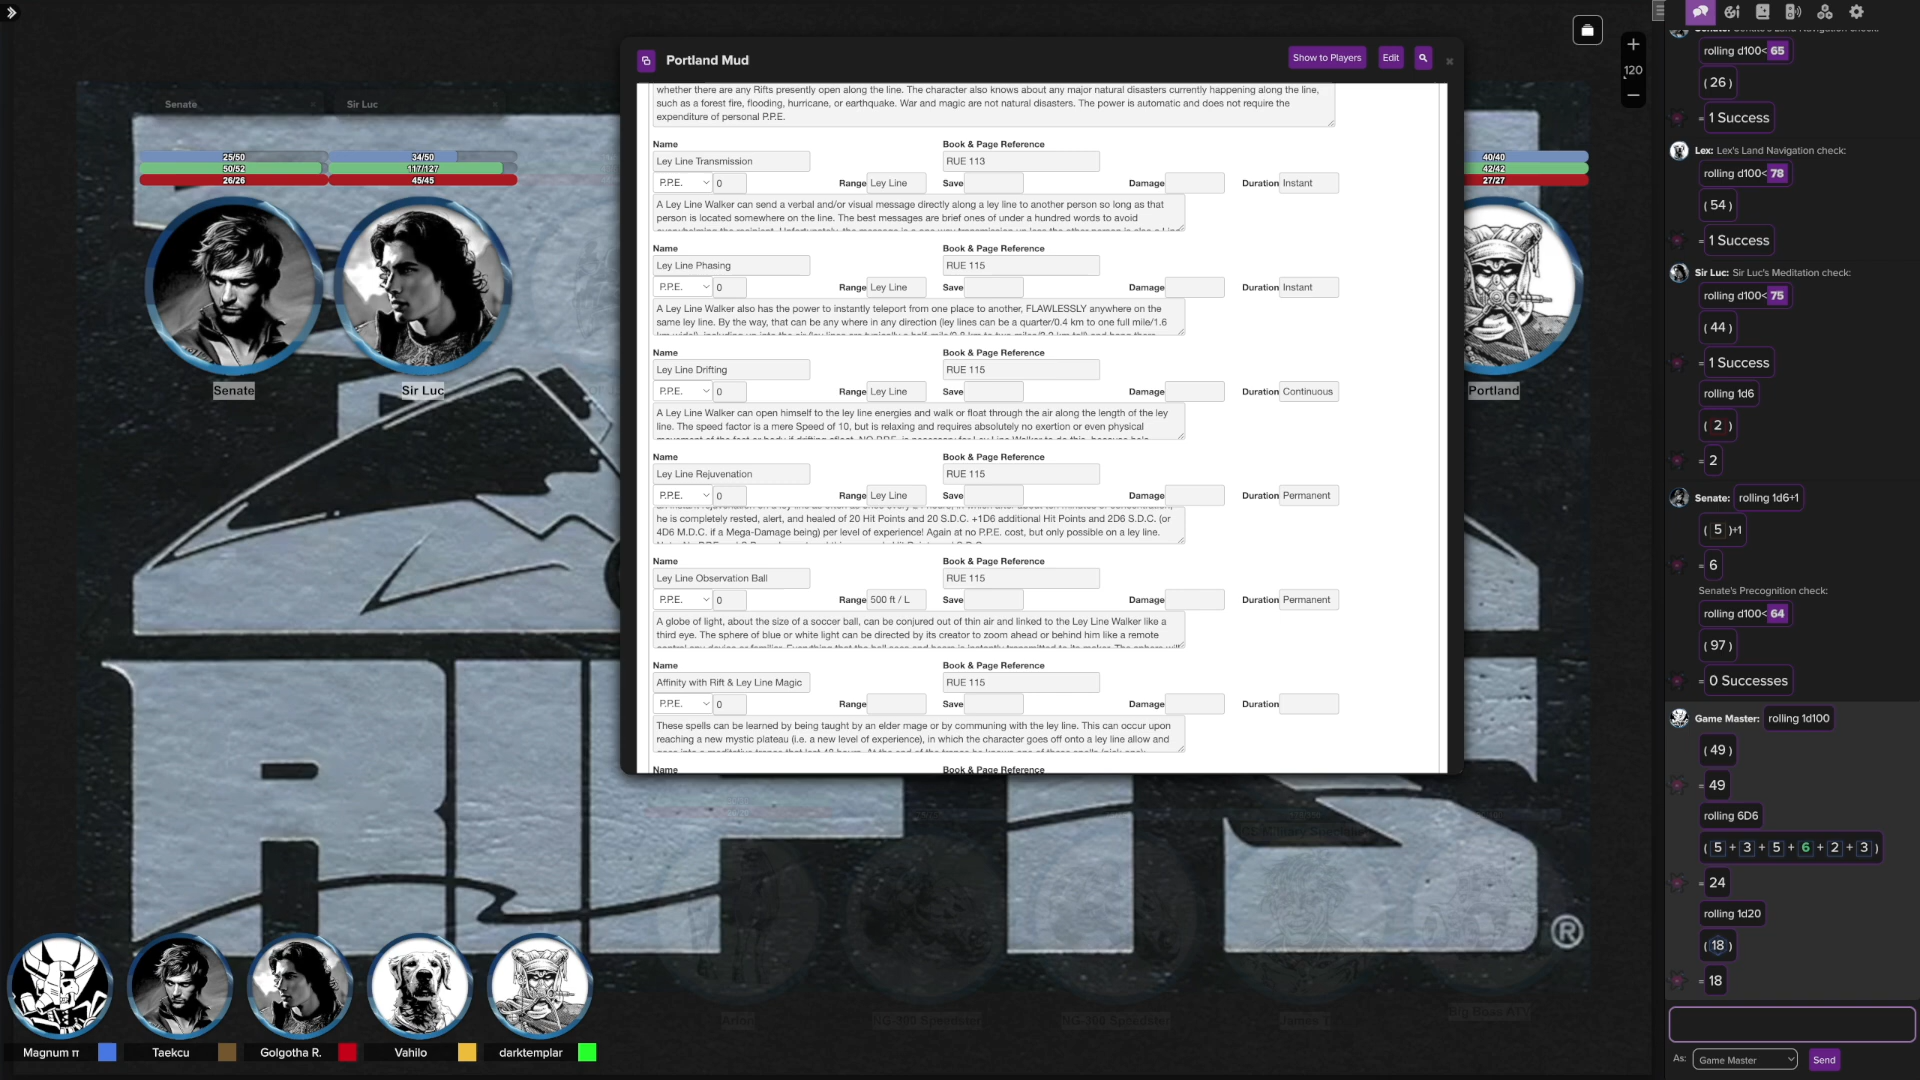 Senate
Sir Luc
25/50
50/52
26/26
34/50
117/127
45/45
Senate
Sir Luc
Portland Mud
Show to Players
Edit
whether there are any Rifts presently open along the line. The character also knows about any major natural disasters currently happening along the line,
such as a forest fire, flooding, hurricane, or earthquake. War and magic are not natural disasters. The power is automatic and does not require the
expenditure of personal P.P.E.
Name
Book & Page Reference
Ley Line Transmission
RUE 113
P.P.E. 0 Range Ley Line Save Damage Duration Instant
A Ley Line Walker can send a verbal and/or visual message directly along a ley line to another person so long as that
person is located somewhere on the line. The best messages are brief ones of under a hundred words to avoid
Name
Book & Page Reference
Ley Line Phasing
RUE 115
P.P.E. 0 Range Ley Line Save Damage Duration Instant
A Ley Line Walker also has the power to instantly teleport from one place to another, FLAWLESSLY anywhere on the
same ley line. By the way, that can be any where in any direction (ley lines can be a quarter/0.4 km to one full mile/1.6
Name
Book & Page Reference
Ley Line Drifting
RUE 115
P.P.E. 0 Range Ley Line Save Damage Duration Continuous
A Ley Line Walker can open himself to the ley line energies and walk or float through the air along the length of the ley
line. The speed factor is a mere Speed of 10, but is relaxing and requires absolutely no exertion or even physical
Name
Book & Page Reference
Ley Line Rejuvenation
RUE 115
P.P.E. 0 Range Ley Line Save Damage Duration Permanent
he is completely rested, alert, and healed of 20 Hit Points and 20 S.D.C. +1D6 additional Hit Points and 2D6 S.D.C. (or
4D6 M.D.C. if a Mega-Damage being) per level of experience! Again at no P.P.E. cost, but only possible on a ley line.
Name
Book & Page Reference
Ley Line Observation Ball
RUE 115
P.P.E. 0 Range 500 ft / L Save Damage Duration Permanent
A globe of light, about the size of a soccer ball, can be conjured out of thin air and linked to the Ley Line Walker like a
third eye. The sphere of blue or white light can be directed by its creator to zoom ahead or behind him like a remote
Name
Book & Page Reference
Affinity with Rift & Ley Line Magic
RUE 115
P.P.E. 0 Range Save Damage Duration
These spells can be learned by being taught by an elder mage or by communing with the ley line. This can occur upon
reaching a new mystic plateau (i.e. a new level of experience), in which the character goes off onto a ley line allow and
Name
Book & Page Reference
40/40
42/42
27/27
Portland
120
RIFTS
®
Arlon
NG-300 Speedster
NG-300 Speedster
James T
Big Boss ATV
Magnum π
Taekcu
Golgotha R.
Vahilo
darktemplar
rolling d100<65
(26)
= 1 Success
Lex: Lex's Land Navigation check:
rolling d100<78
(54)
= 1 Success
Sir Luc: Sir Luc's Meditation check:
rolling d100<75
(44)
= 1 Success
rolling 1d6
(2)
= 2
Senate: rolling 1d6+1
(5)+1
= 6
Senate's Precognition check:
rolling d100<64
(97)
= 0 Successes
Game Master: rolling 1d100
(49)
= 49
rolling 6D6
(5+3+5+6+2+3)
= 24
rolling 1d20
(18)
= 18
As: Game Master
Send